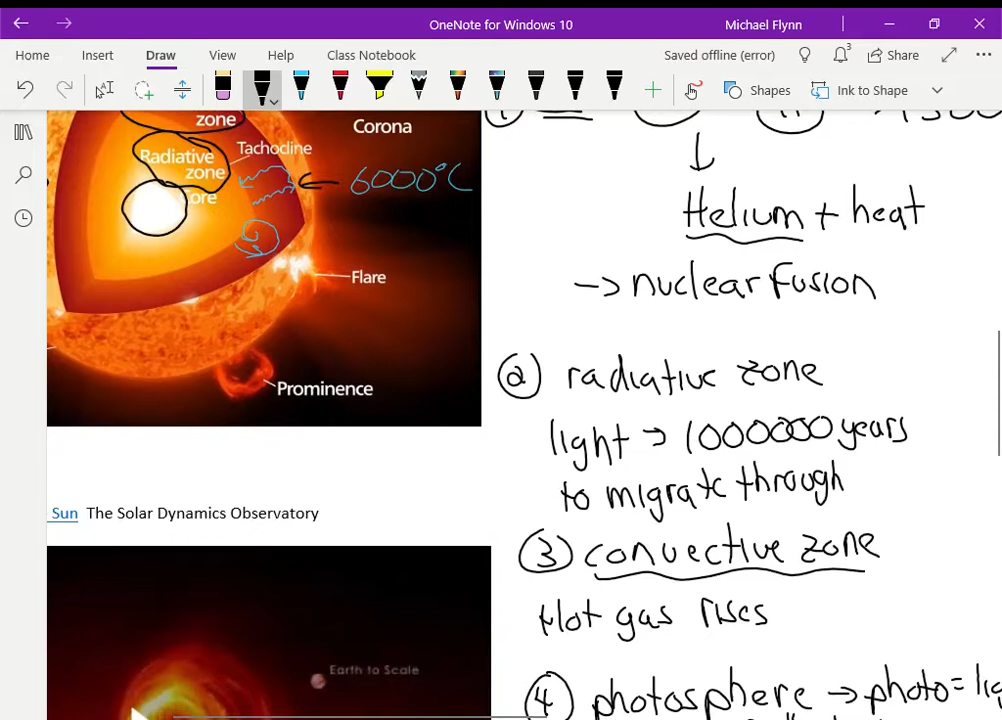 OneNote for Windows 10
Michael Flynn
Home Insert Draw View Help Class Notebook
Saved offline (error)
3
Share
Shapes
Ink to Shape
zone
Corona
Radiative
zone
Tachocline
ore
6000°C
Flare
Prominence
Helium + heat
→ nuclear fusion
② radiative zone
light → 1000000 years
to migrate through
③ convective zone
Hot gas rises
④ photosphere → photo = li
Sun The Solar Dynamics Observatory
Earth to Scale